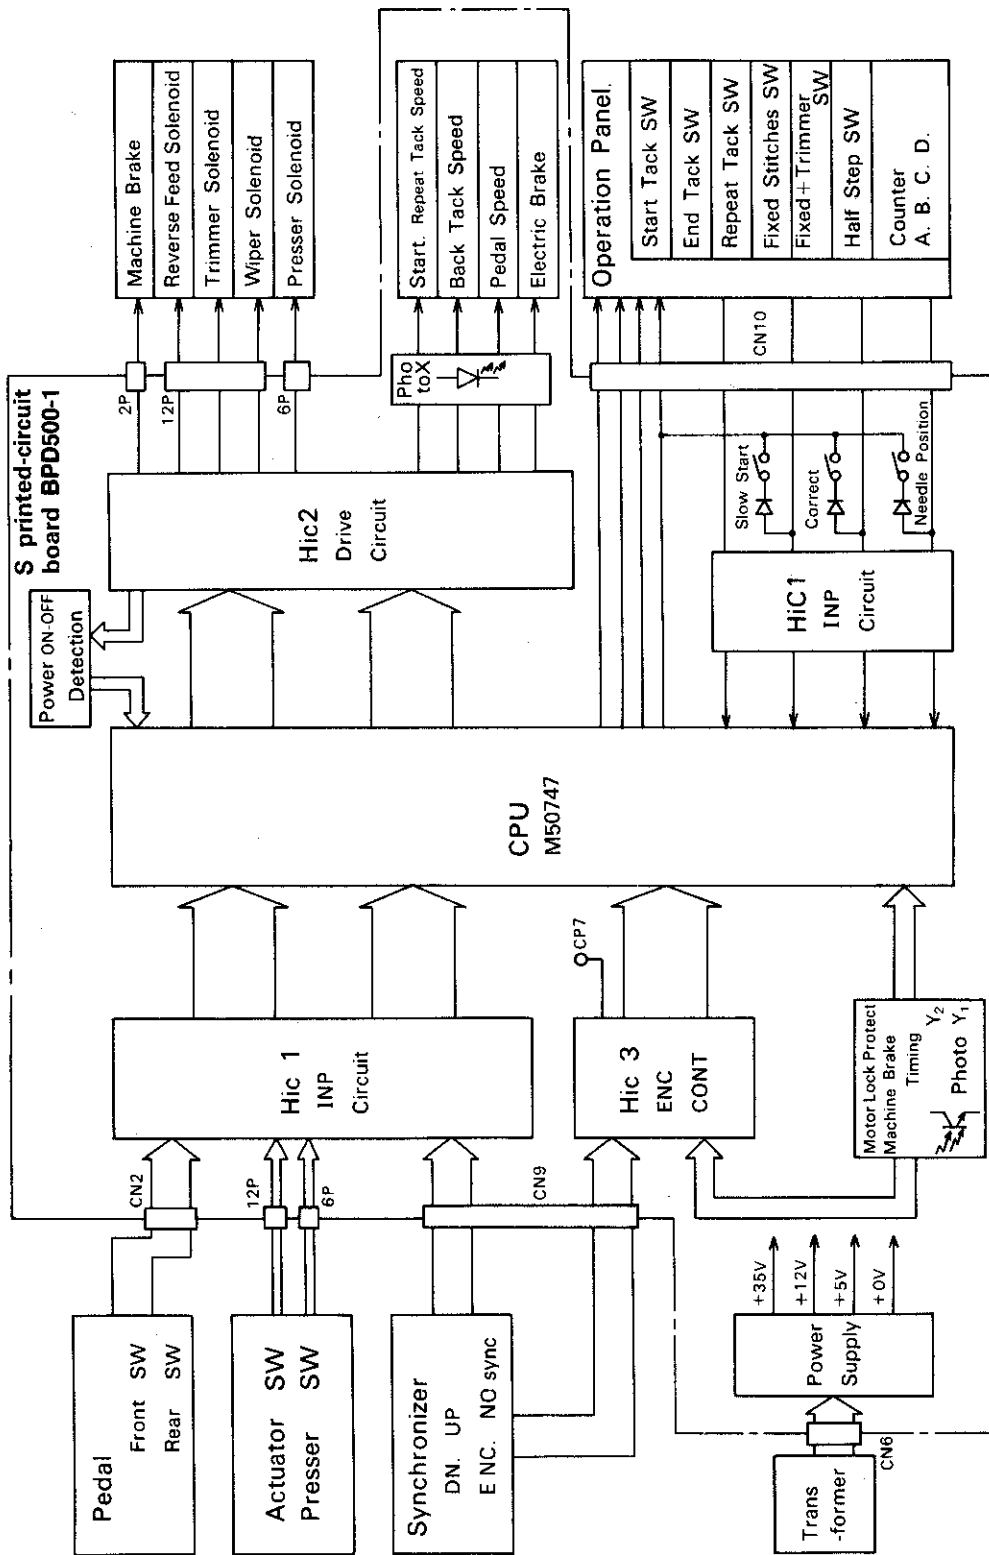 S printed-circuit
board BPD500-1
Pedal
Front SW
Rear SW
Actuator SW
Presser SW
Synchronizer
DN. UP
ENC. NO sync
Trans
-former
CN6
Power
Supply
+35V
+12V
+5V
+0V
CN2
12P
6P
CN9
Hic 1
INP
Circuit
Hic 3
ENC
CONT
CP7
Motor Lock Protect
Machine Brake
Timing
Y2
Photo Y1
CPU
M50747
Power ON-OFF
Detection
Hic2
Drive
Circuit
HiC1
INP
Circuit
Slow Start
Correct
Needle Position
2P
12P
6P
Pho
toX
CN10
Machine Brake
Reverse Feed Solenoid
Trimmer Solenoid
Wiper Solenoid
Presser Solenoid
Start. Repeat Tack Speed
Back Tack Speed
Pedal Speed
Electric Brake
Operation Panel.
Start Tack SW
End Tack SW
Repeat Tack SW
Fixed Stitches SW
Fixed+Trimmer
SW
Half Step SW
Counter
A. B. C. D.